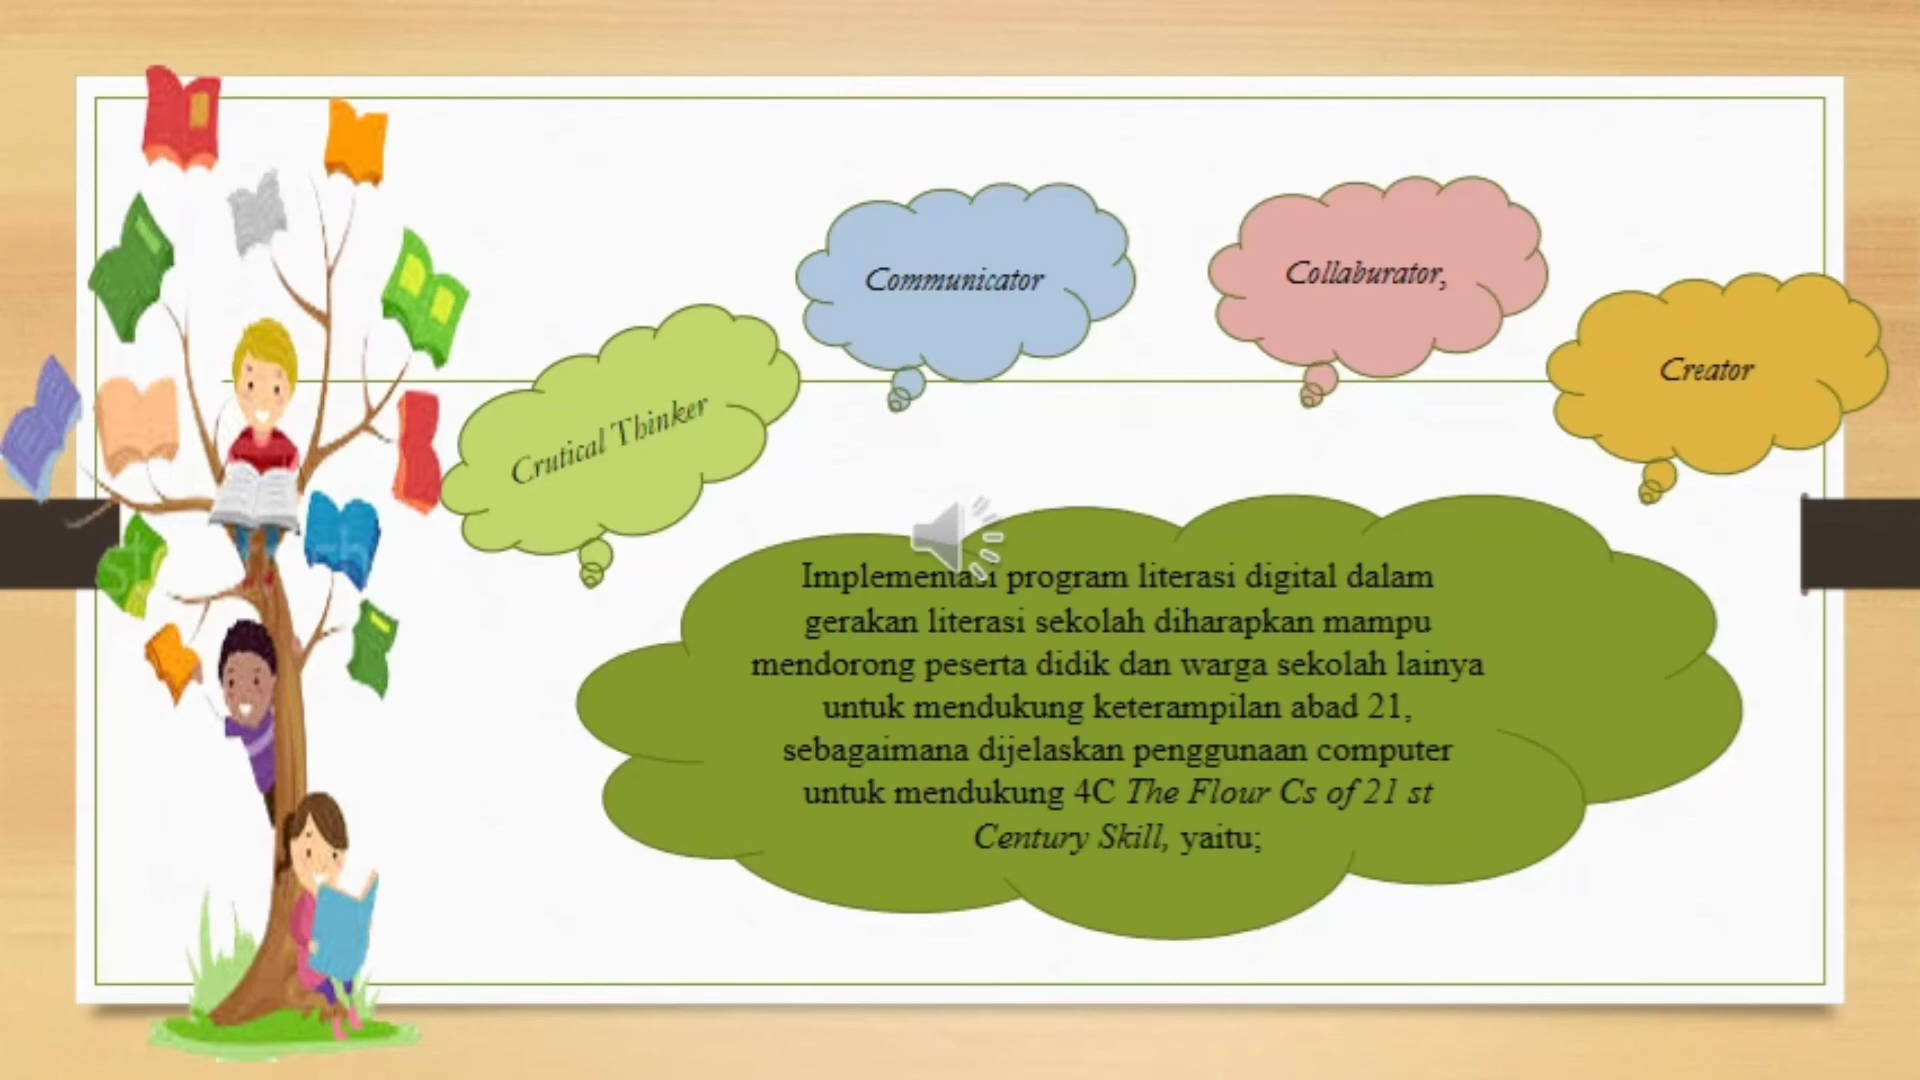 Communicator
Collaburator,
Creator
Crutical Thinker
Implementasi program literasi digital dalam
gerakan literasi sekolah diharapkan mampu
mendorong peserta didik dan warga sekolah lainya
untuk mendukung keterampilan abad 21,
sebagaimana dijelaskan penggunaan computer
untuk mendukung 4C The Flour Cs of 21 st
Century Skill, yaitu;